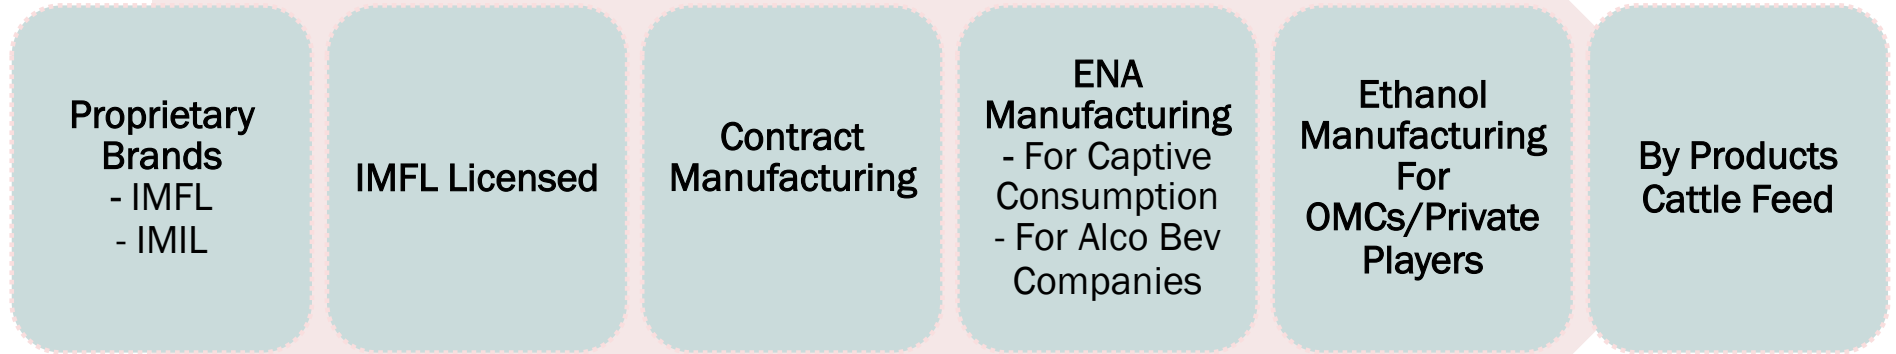 Proprietary
Brands
- IMFL
- IMIL
IMFL Licensed
Contract
Manufacturing
ENA
Manufacturing
- For Captive
Consumption
- For Alco Bev
Companies
Ethanol
Manufacturing
For
OMCs/Private
Players
By Products
Cattle Feed